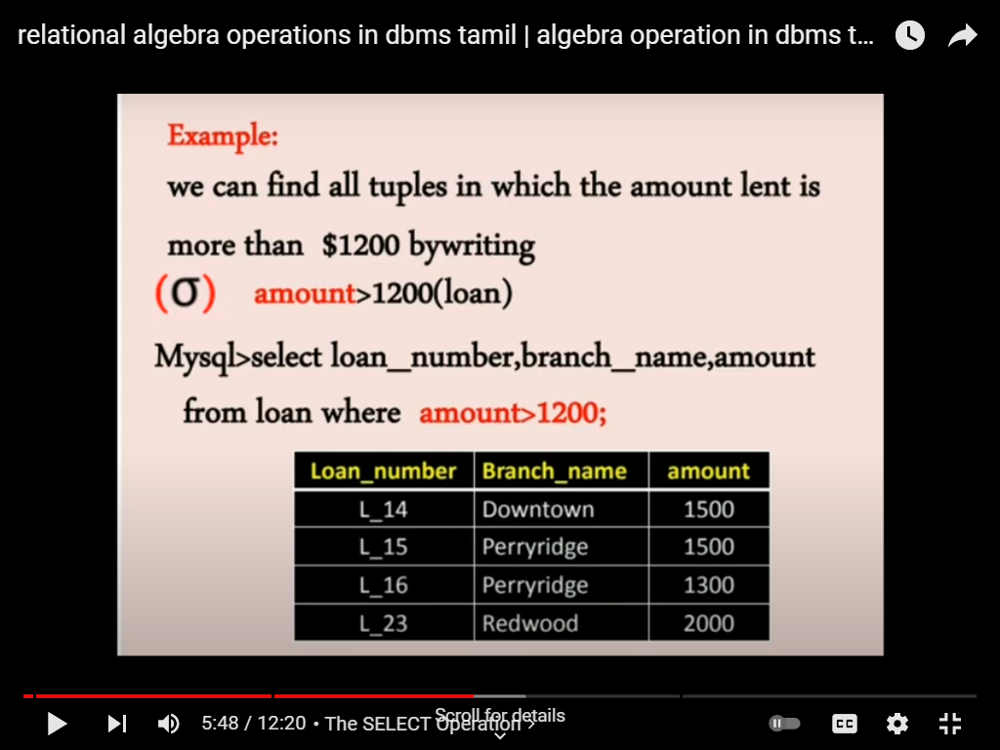 relational algebra operations in dbms tamil | algebra operation in dbms t...
Example:
we can find all tuples in which the amount lent is
more than $1200 bywriting
(σ) amount>1200(loan)
Mysql>select loan_number,branch_name,amount
from loan where amount>1200;
Loan_number Branch_name amount
L_14 Downtown 1500
L_15 Perryridge 1500
L_16 Perryridge 1300
L_23 Redwood 2000
Scroll for details
5:48 / 12:20 • The SELECT Operation >
CC